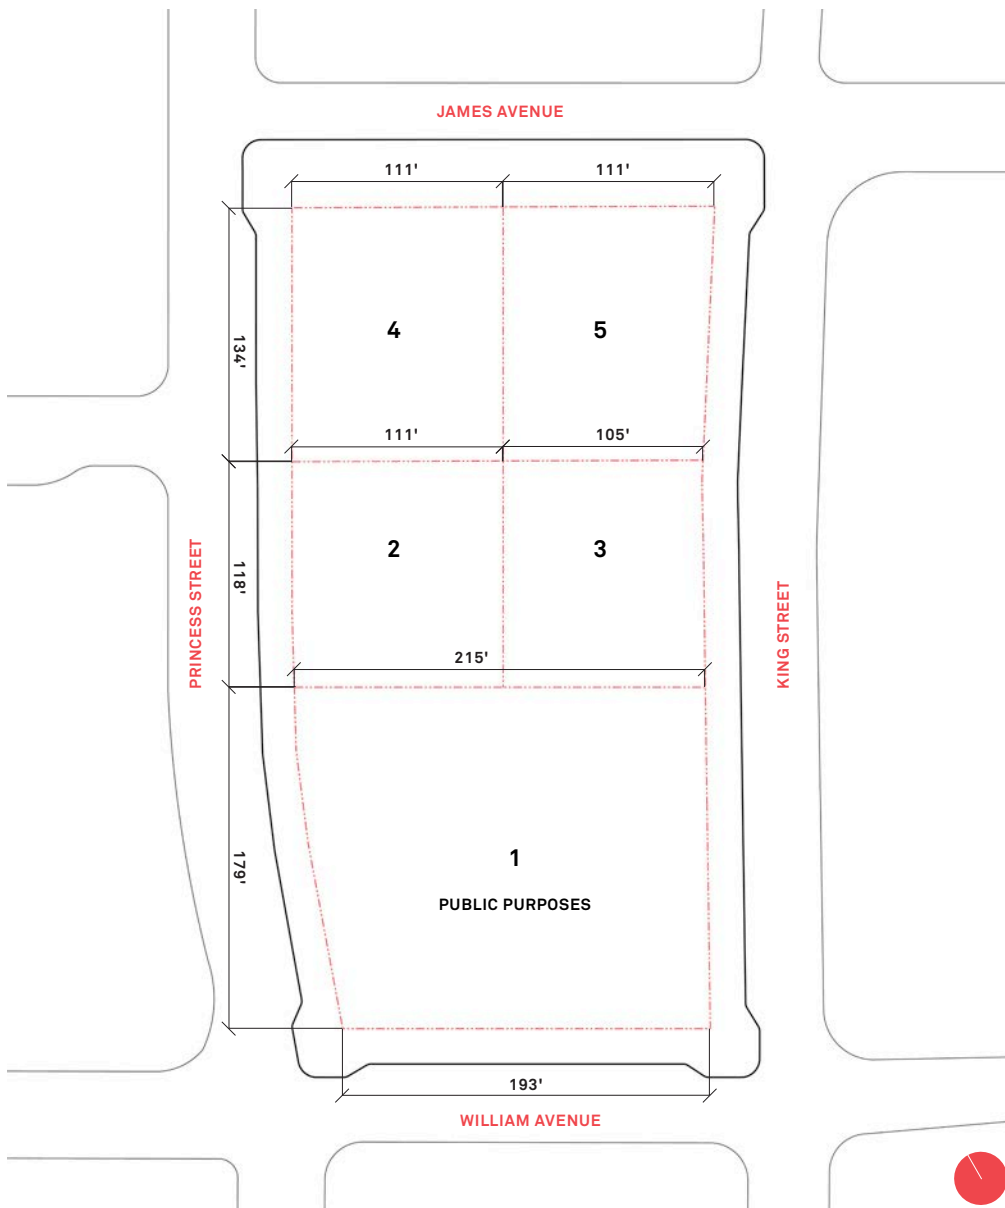 JAMES AVENUE
111'
111'
4
5
134'
111'
105'
2
3
118'
PRINCESS STREET
KING STREET
215'
1
PUBLIC PURPOSES
179'
193'
WILLIAM AVENUE